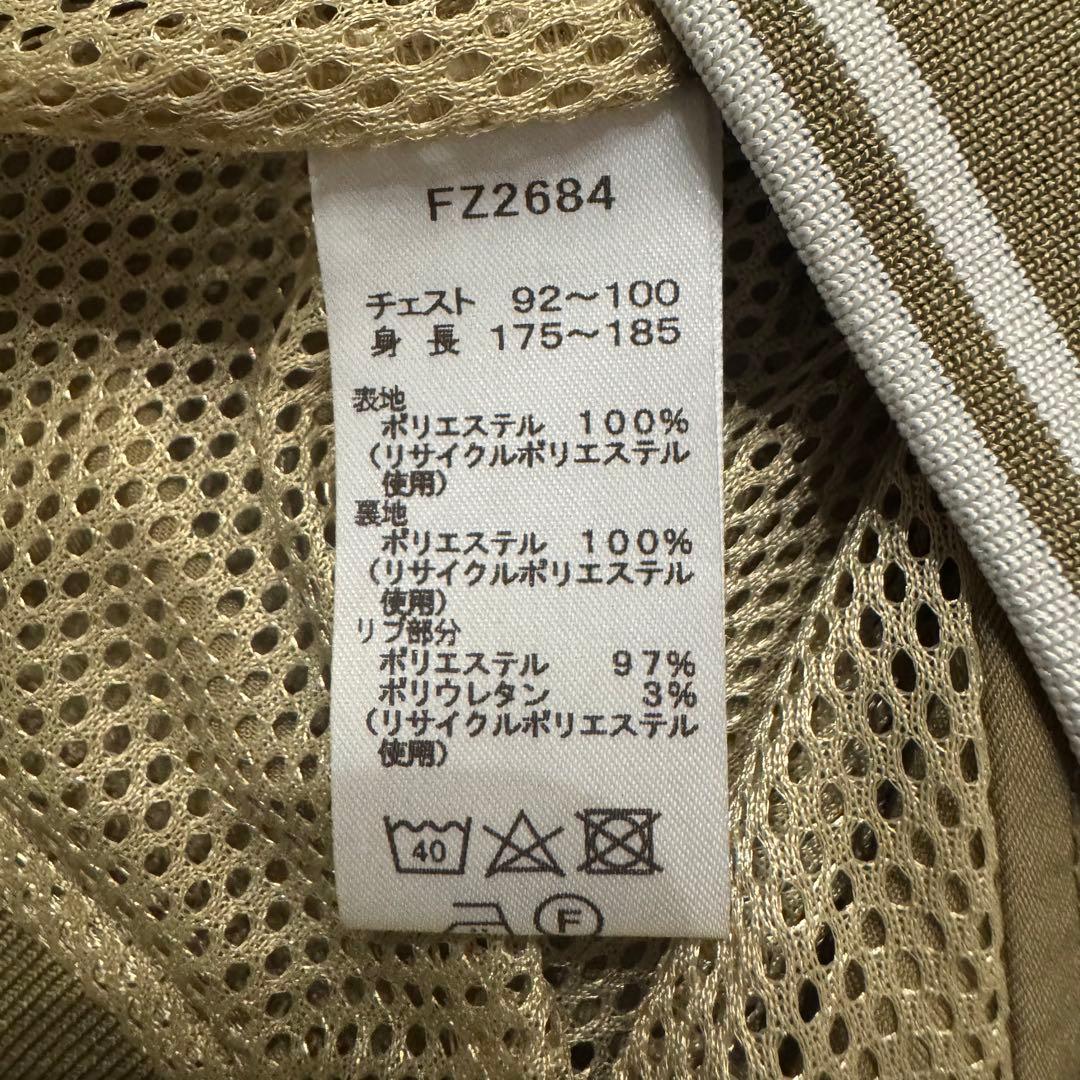 FZ2684
チェスト 92～100
身 長 175～185
表地
ポリエステル 100%
(リサイクルポリエステル
使用)
裏地
ポリエステル 100%
(リサイクルポリエステル
使用)
リブ部分
ポリエステル 97%
ポリウレタン 3%
(リサイクルポリエステル
使用)
40
F